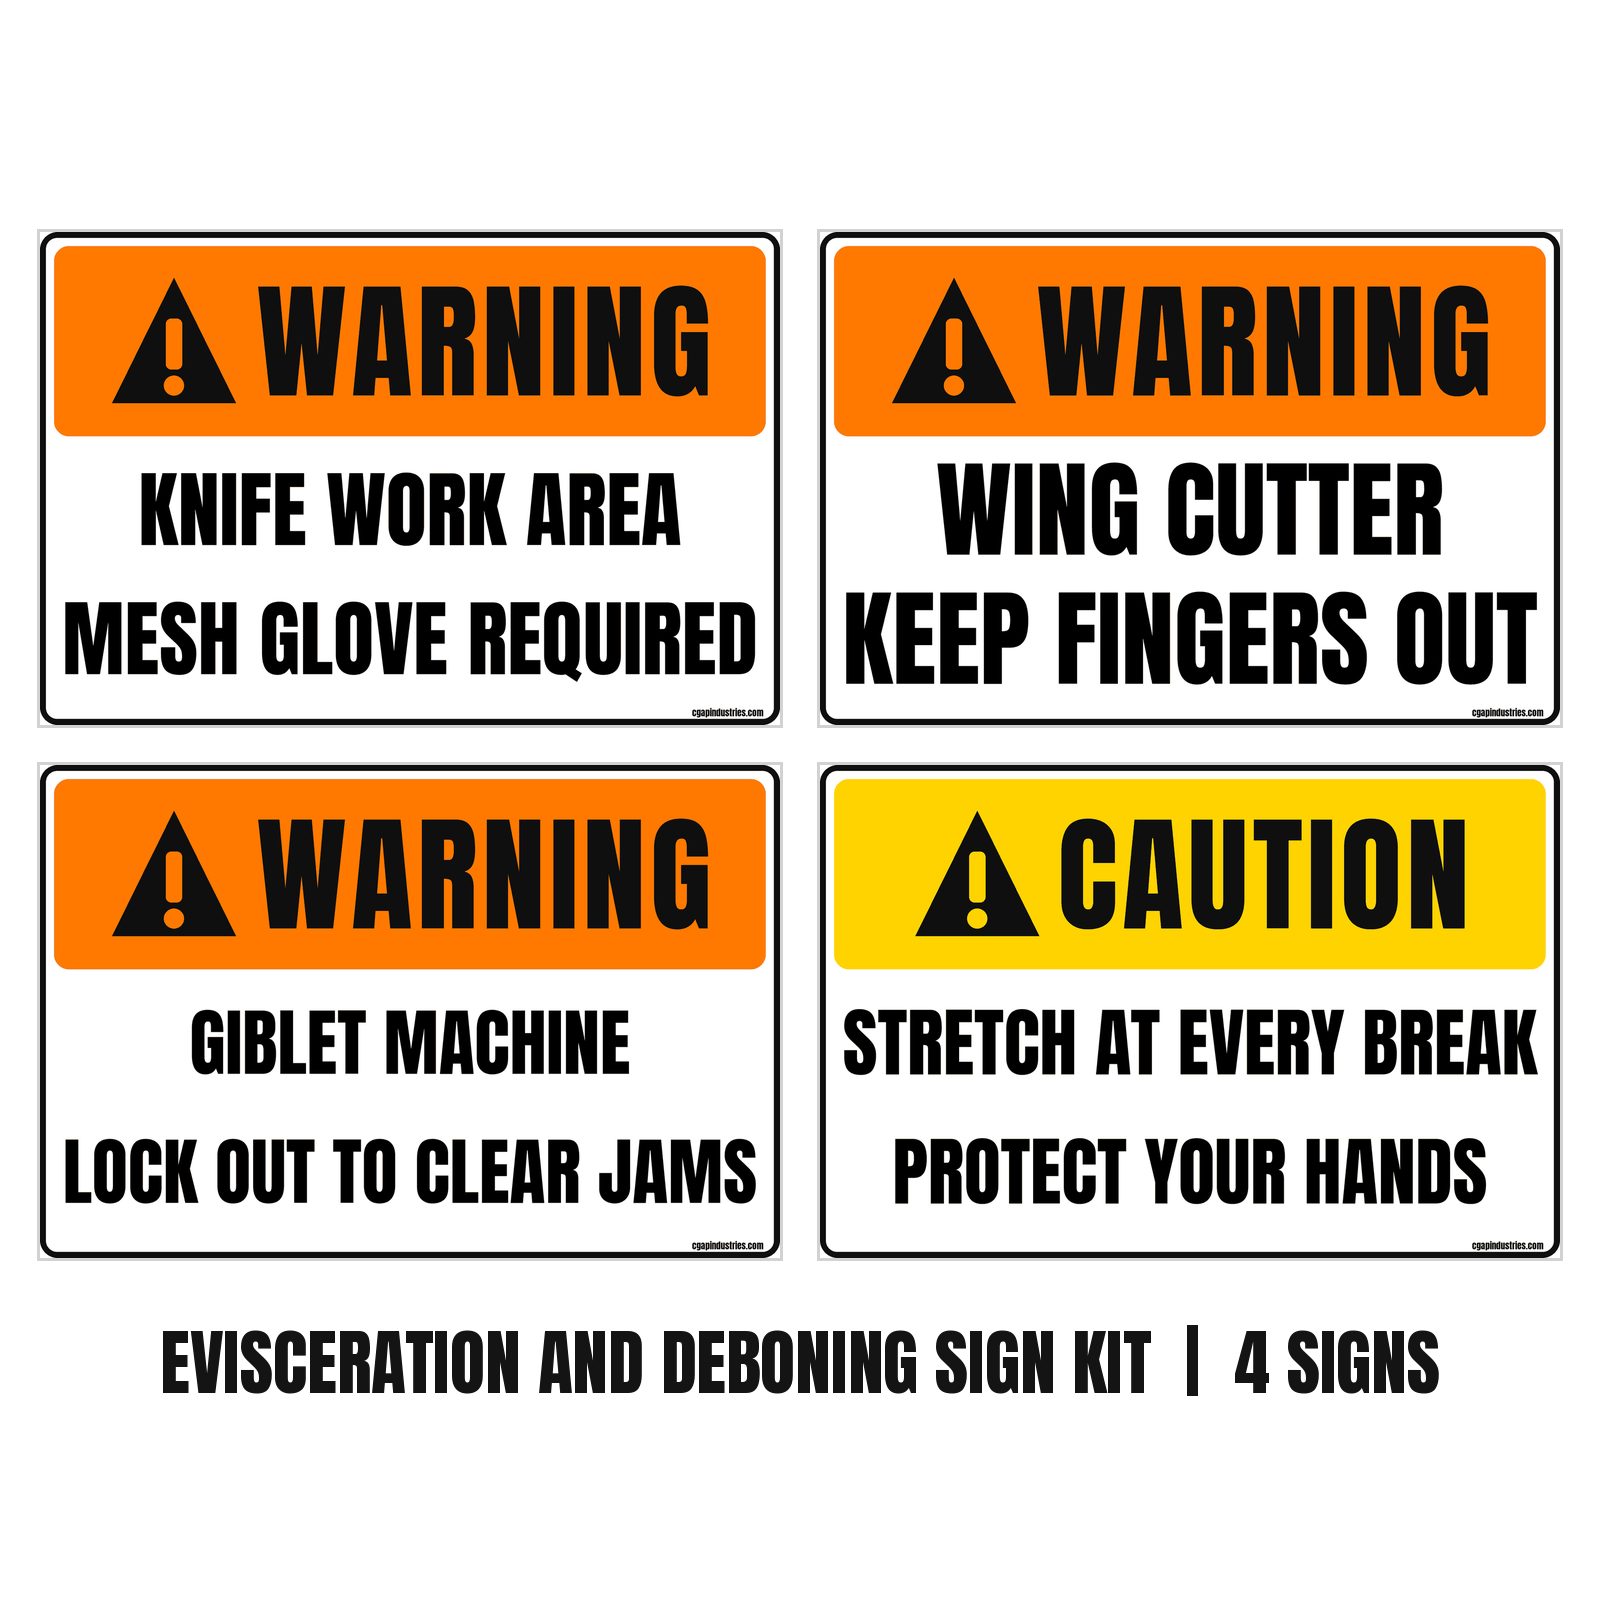 WARNING
KNIFE WORK AREA
MESH GLOVE REQUIRED
cgapindustries.com
WARNING
WING CUTTER
KEEP FINGERS OUT
cgapindustries.com
WARNING
GIBLET MACHINE
LOCK OUT TO CLEAR JAMS
cgapindustries.com
CAUTION
STRETCH AT EVERY BREAK
PROTECT YOUR HANDS
cgapindustries.com
EVISCERATION AND DEBONING SIGN KIT | 4 SIGNS